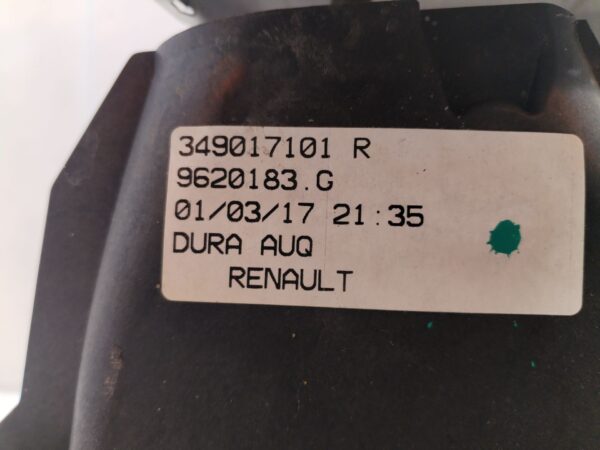 349017101 R
9620183.G
01/03/17 21:35
DURA AUQ
RENAULT